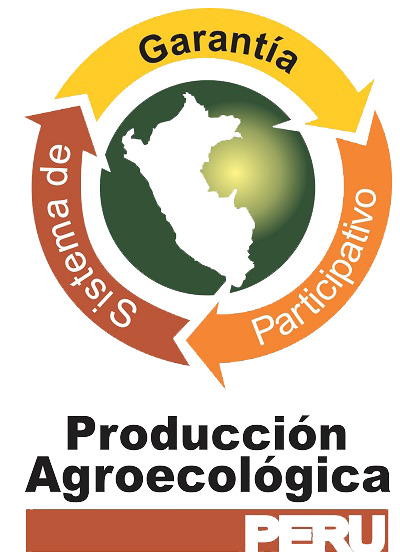 Sistema de
Garantía
Participativo
Producción
Agroecológica
PERU